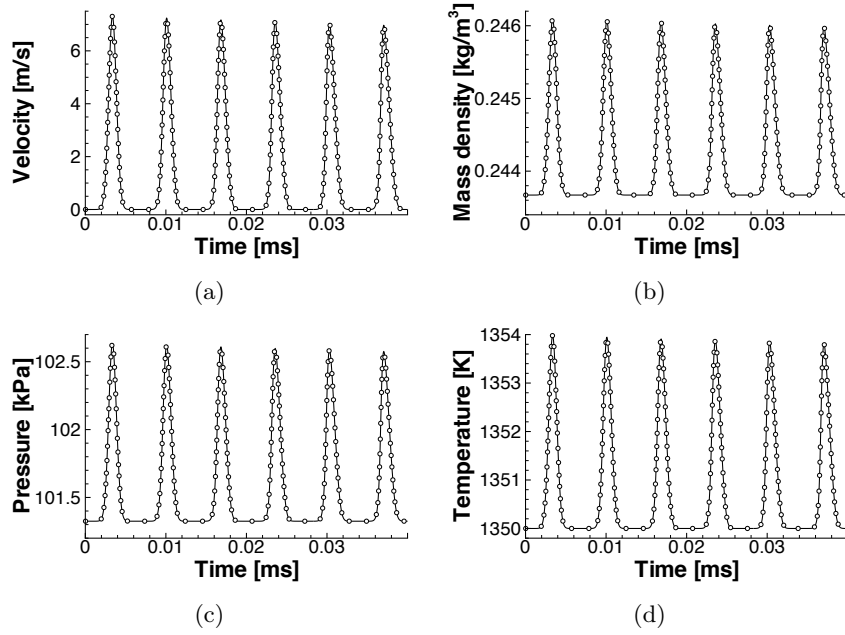 Velocity [m/s]
6
4
2
0
0
0.01
0.02
0.03
Time [ms]
(a)
Mass density [kg/m³]
0.246
0.245
0.244
0
0.01
0.02
0.03
Time [ms]
(b)
Pressure [kPa]
102.5
102
101.5
0
0.01
0.02
0.03
Time [ms]
(c)
Temperature [K]
1354
1353
1352
1351
1350
0
0.01
0.02
0.03
Time [ms]
(d)